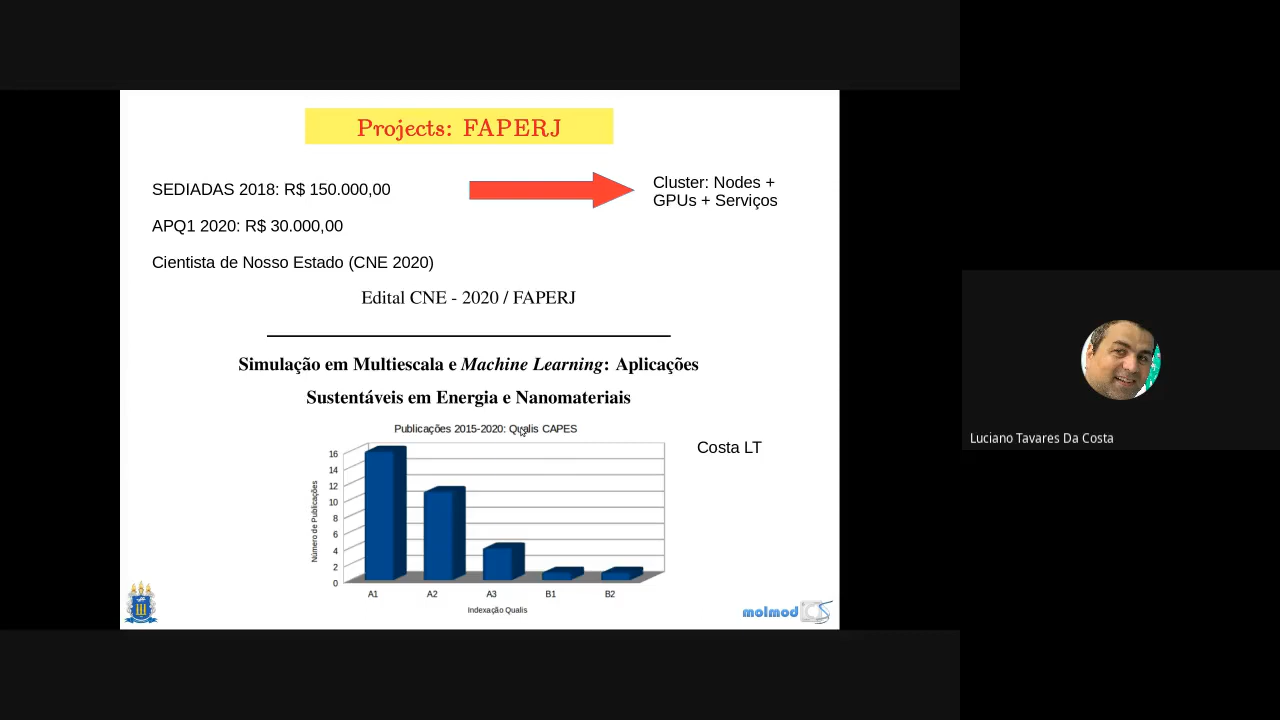 Projects: FAPERJ
SEDIADAS 2018: R$ 150.000,00
Cluster: Nodes +
GPUs + Serviços
APQ1 2020: R$ 30.000,00
Cientista de Nosso Estado (CNE 2020)
Edital CNE - 2020 / FAPERJ
Simulação em Multiescala e Machine Learning: Aplicações
Sustentáveis em Energia e Nanomateriais
Publicações 2015-2020: Qualis CAPES
Costa LT
Número de Publicações
16
14
12
10
8
6
4
2
0
A1 A2 A3 B1 B2
Indexação Qualis
molmod CS
Luciano Tavares Da Costa